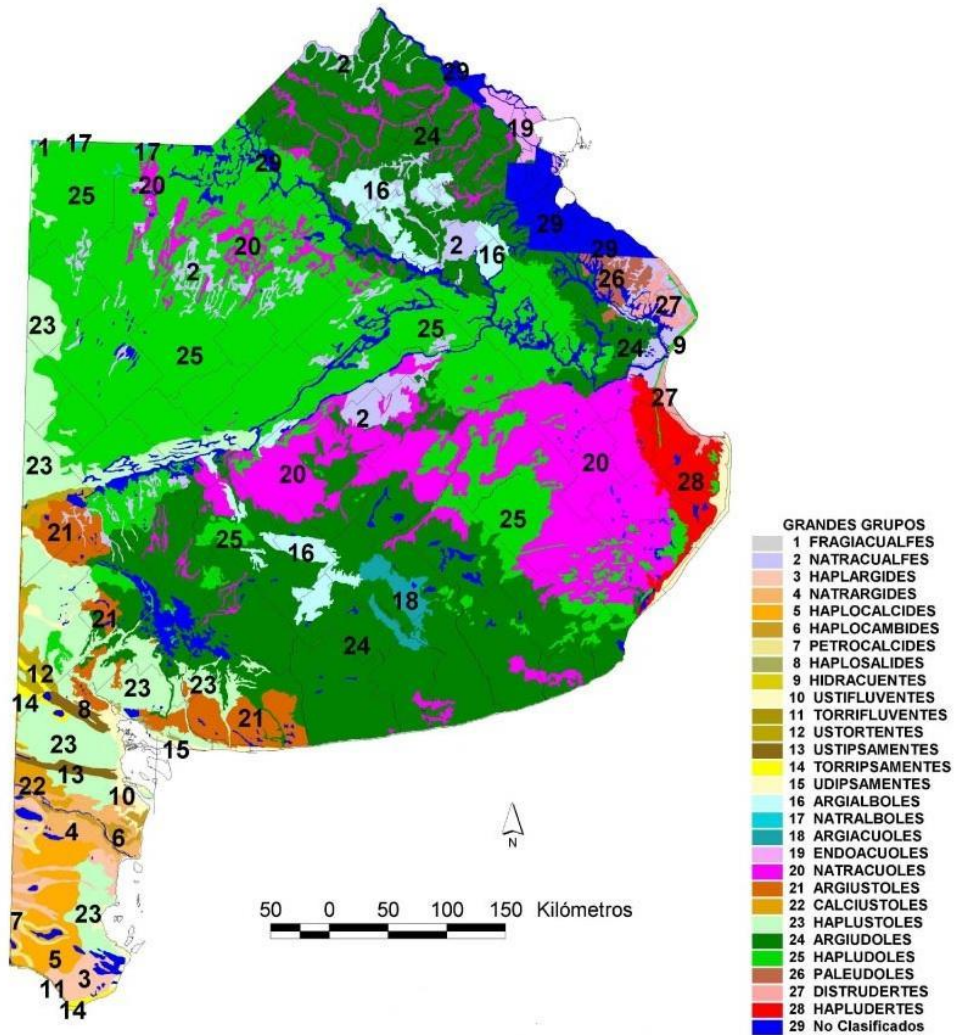 2
29
24
19
1 17
17
29
25
20
16
29
20
2
16
2
29
26
23
25
25
27
24
9
2
27
23
20
20
28
21
25
25
16
18
21
24
12
23
23
14
8
21
23
15
13
22
10
4
6
7
23
5
3
11
14
N
50 0 50 100 150 Kilómetros
GRANDES GRUPOS
1 FRAGIACUALFES
2 NATRACUALFES
3 HAPLARGIDES
4 NATRARGIDES
5 HAPLOCALCIDES
6 HAPLOCAMBIDES
7 PETROCALCIDES
8 HAPLOSALIDES
9 HIDRACUENTES
10 USTIFLUVENTES
11 TORRIFLUVENTES
12 USTORTENTES
13 USTIPSAMENTES
14 TORRIPSAMENTES
15 UDIPSAMENTES
16 ARGIALBOLES
17 NATRALBOLES
18 ARGIACUOLES
19 ENDOACUOLES
20 NATRACUOLES
21 ARGIUSTOLES
22 CALCIUSTOLES
23 HAPLUSTOLES
24 ARGIUDOLES
25 HAPLUDOLES
26 PALEUDOLES
27 DISTRUDERTES
28 HAPLUDERTES
29 No Clasificados